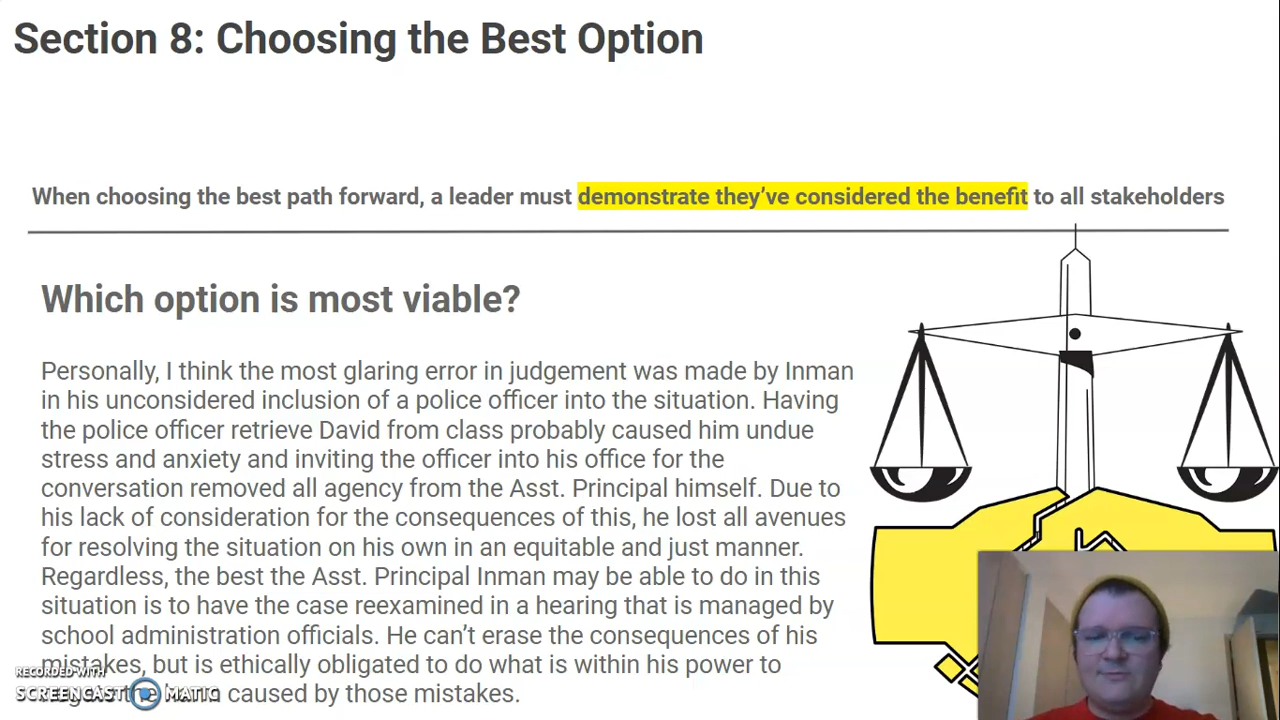 Section 8: Choosing the Best Option
When choosing the best path forward, a leader must demonstrate they've considered the benefit to all stakeholders
Which option is most viable?
Personally, I think the most glaring error in judgement was made by Inman
in his unconsidered inclusion of a police officer into the situation. Having
the police officer retrieve David from class probably caused him undue
stress and anxiety and inviting the officer into his office for the
conversation removed all agency from the Asst. Principal himself. Due to
his lack of consideration for the consequences of this, he lost all avenues
for resolving the situation on his own in an equitable and just manner.
Regardless, the best the Asst. Principal Inman may be able to do in this
situation is to have the case reexamined in a hearing that is managed by
school administration officials. He can't erase the consequences of his
mistakes, but is ethically obligated to do what is within his power to
caused by those mistakes.
RECORDED WITH
SCREENCAST MATIC